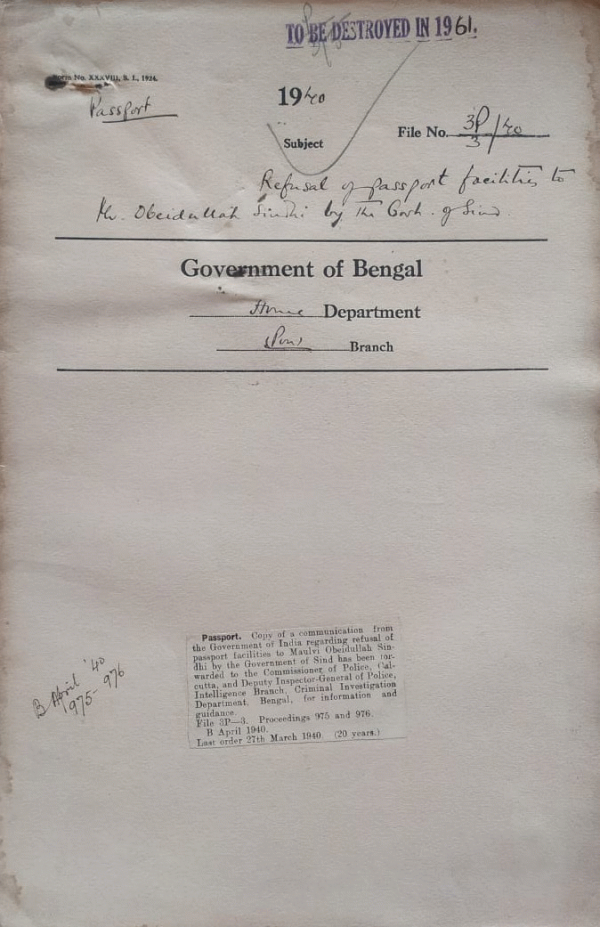 TO BE DESTROYED IN 1961.
Form No. XXXVIII, S. I., 1934.
Passport
1940
Subject
File No. 3P/3/40
Refusal of passport facilities to
Mr. Obeidullah Sindhi by the Govt. of Sind.
Government of Bengal
Home Department
Branch
Passport. Copy of a communication from
the Government of India regarding refusal of
passport facilities to Maulvi Obeidullah Sin-
dhi by the Government of Sind has been for-
warded to the Commissioner of Police, Cal-
cutta, and Deputy Inspector-General of Police,
Intelligence Branch, Criminal Investigation
Department, Bengal, for information and
guidance.
File 3P—3. Proceedings 975 and 976.
B April 1940.
Last order 27th March 1940. (20 years.)
B April '40
975-976